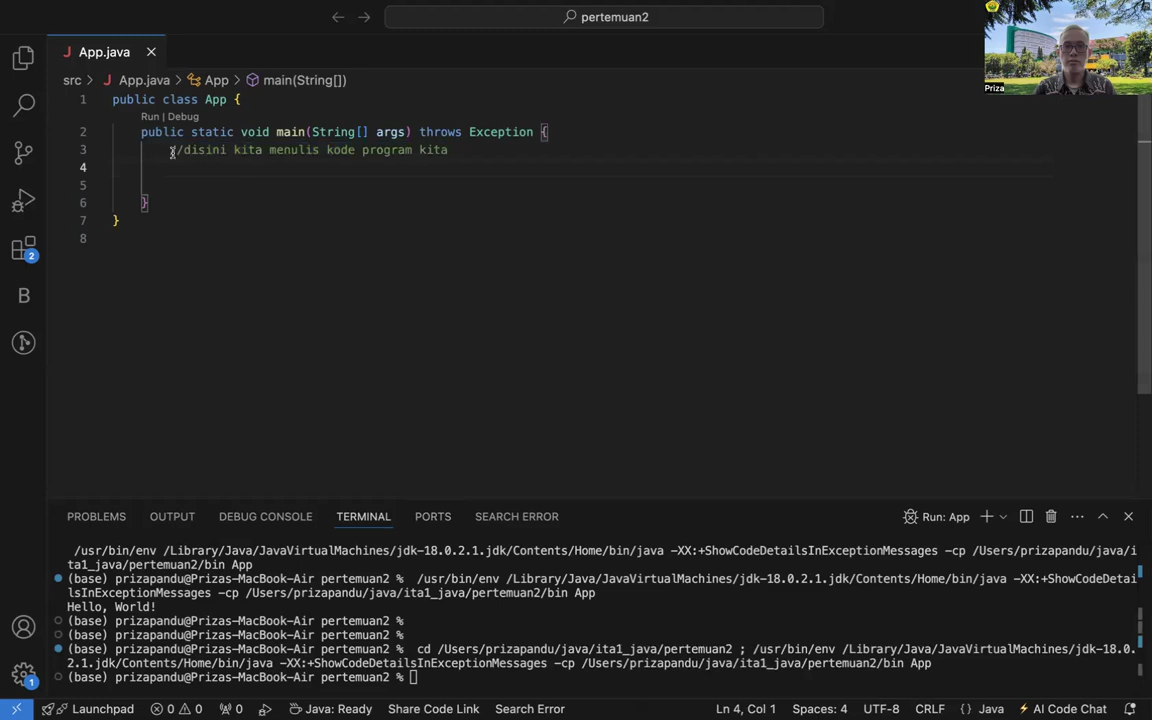 pertemuan2
Priza
App.java
src > App.java > App > main(String[])
1 public class App {
Run | Debug
2 public static void main(String[] args) throws Exception {
3 //disini kita menulis kode program kita
4
5
6 }
7 }
8
2
B
1
PROBLEMS OUTPUT DEBUG CONSOLE TERMINAL PORTS SEARCH ERROR Run: App
/usr/bin/env /Library/Java/JavaVirtualMachines/jdk-18.0.2.1.jdk/Contents/Home/bin/java -XX:+ShowCodeDetailsInExceptionMessages -cp /Users/prizapandu/java/i
ta1_java/pertemuan2/bin App
(base) prizapandu@Prizas-MacBook-Air pertemuan2 % /usr/bin/env /Library/Java/JavaVirtualMachines/jdk-18.0.2.1.jdk/Contents/Home/bin/java -XX:+ShowCodeDetai
lsInExceptionMessages -cp /Users/prizapandu/java/ita1_java/pertemuan2/bin App
Hello, World!
(base) prizapandu@Prizas-MacBook-Air pertemuan2 %
(base) prizapandu@Prizas-MacBook-Air pertemuan2 %
(base) prizapandu@Prizas-MacBook-Air pertemuan2 % cd /Users/prizapandu/java/ita1_java/pertemuan2 ; /usr/bin/env /Library/Java/JavaVirtualMachines/jdk-18.0.
2.1.jdk/Contents/Home/bin/java -XX:+ShowCodeDetailsInExceptionMessages -cp /Users/prizapandu/java/ita1_java/pertemuan2/bin App
(base) prizapandu@Prizas-MacBook-Air pertemuan2 %
Launchpad 0 0 0 Java: Ready Share Code Link Search Error Ln 4, Col 1 Spaces: 4 UTF-8 CRLF {} Java AI Code Chat